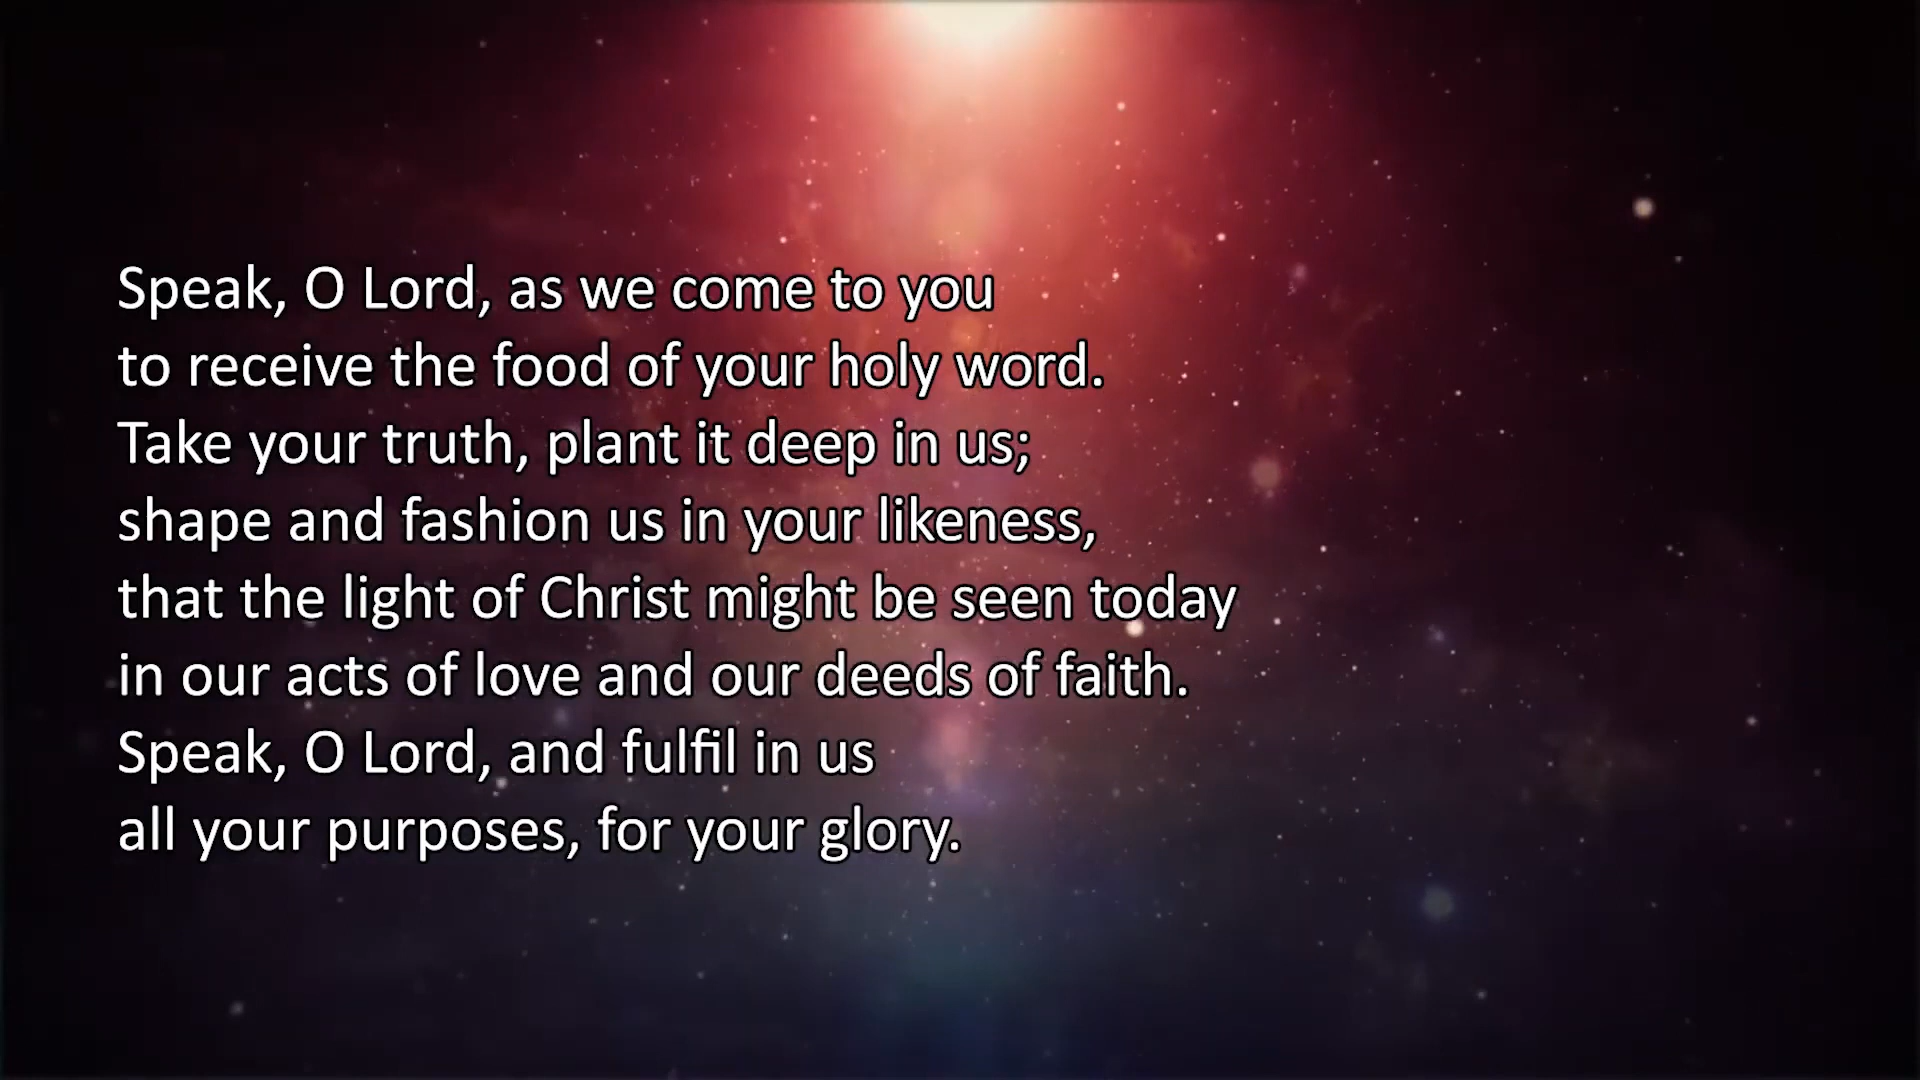 Speak, O Lord, as we come to you
to receive the food of your holy word.
Take your truth, plant it deep in us;
shape and fashion us in your likeness,
that the light of Christ might be seen today
in our acts of love and our deeds of faith.
Speak, O Lord, and fulfil in us
all your purposes, for your glory.